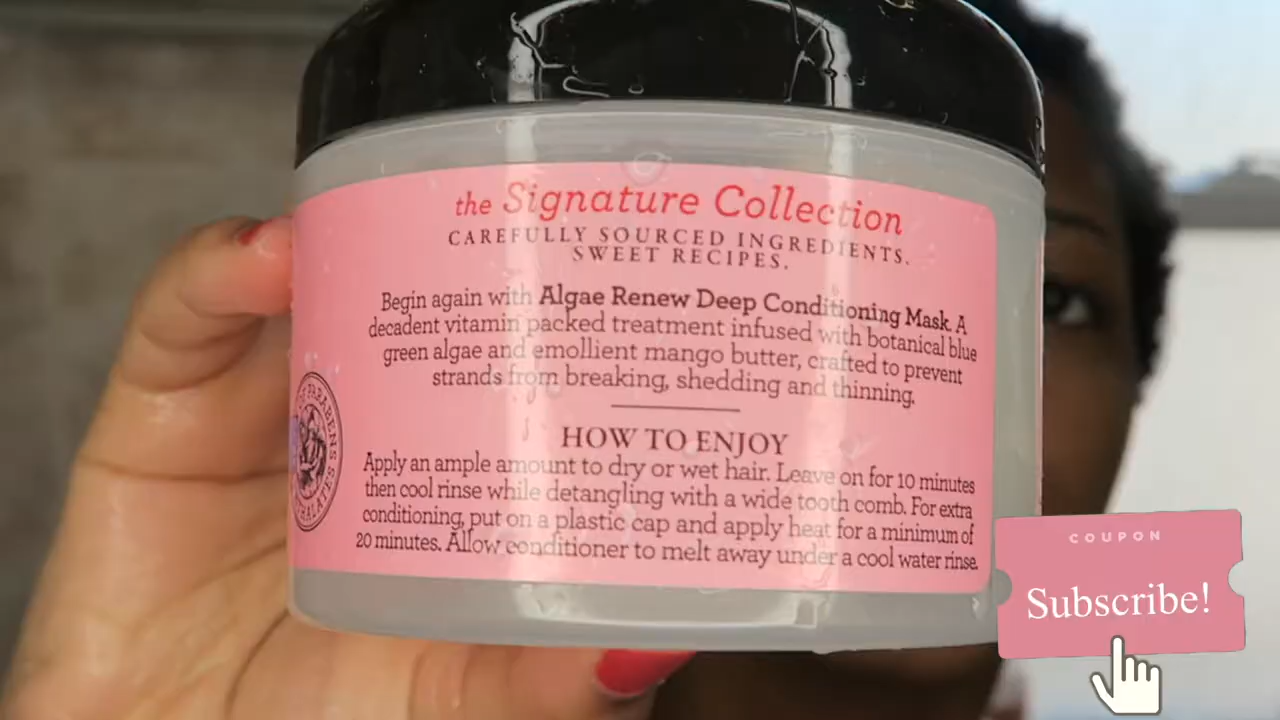 the Signature Collection
CAREFULLY SOURCED INGREDIENTS.
SWEET RECIPES.
Begin again with Algae Renew Deep Conditioning Mask. A
decadent vitamin packed treatment infused with botanical blue
green algae and emollient mango butter, crafted to prevent
strands from breaking, shedding and thinning.
HOW TO ENJOY
Apply an ample amount to dry or wet hair. Leave on for 10 minutes
then cool rinse while detangling with a wide tooth comb. For extra
conditioning, put on a plastic cap and apply heat for a minimum of
20 minutes. Allow conditioner to melt away under a cool water rinse.
PARABENS
COUPON
Subscribe!